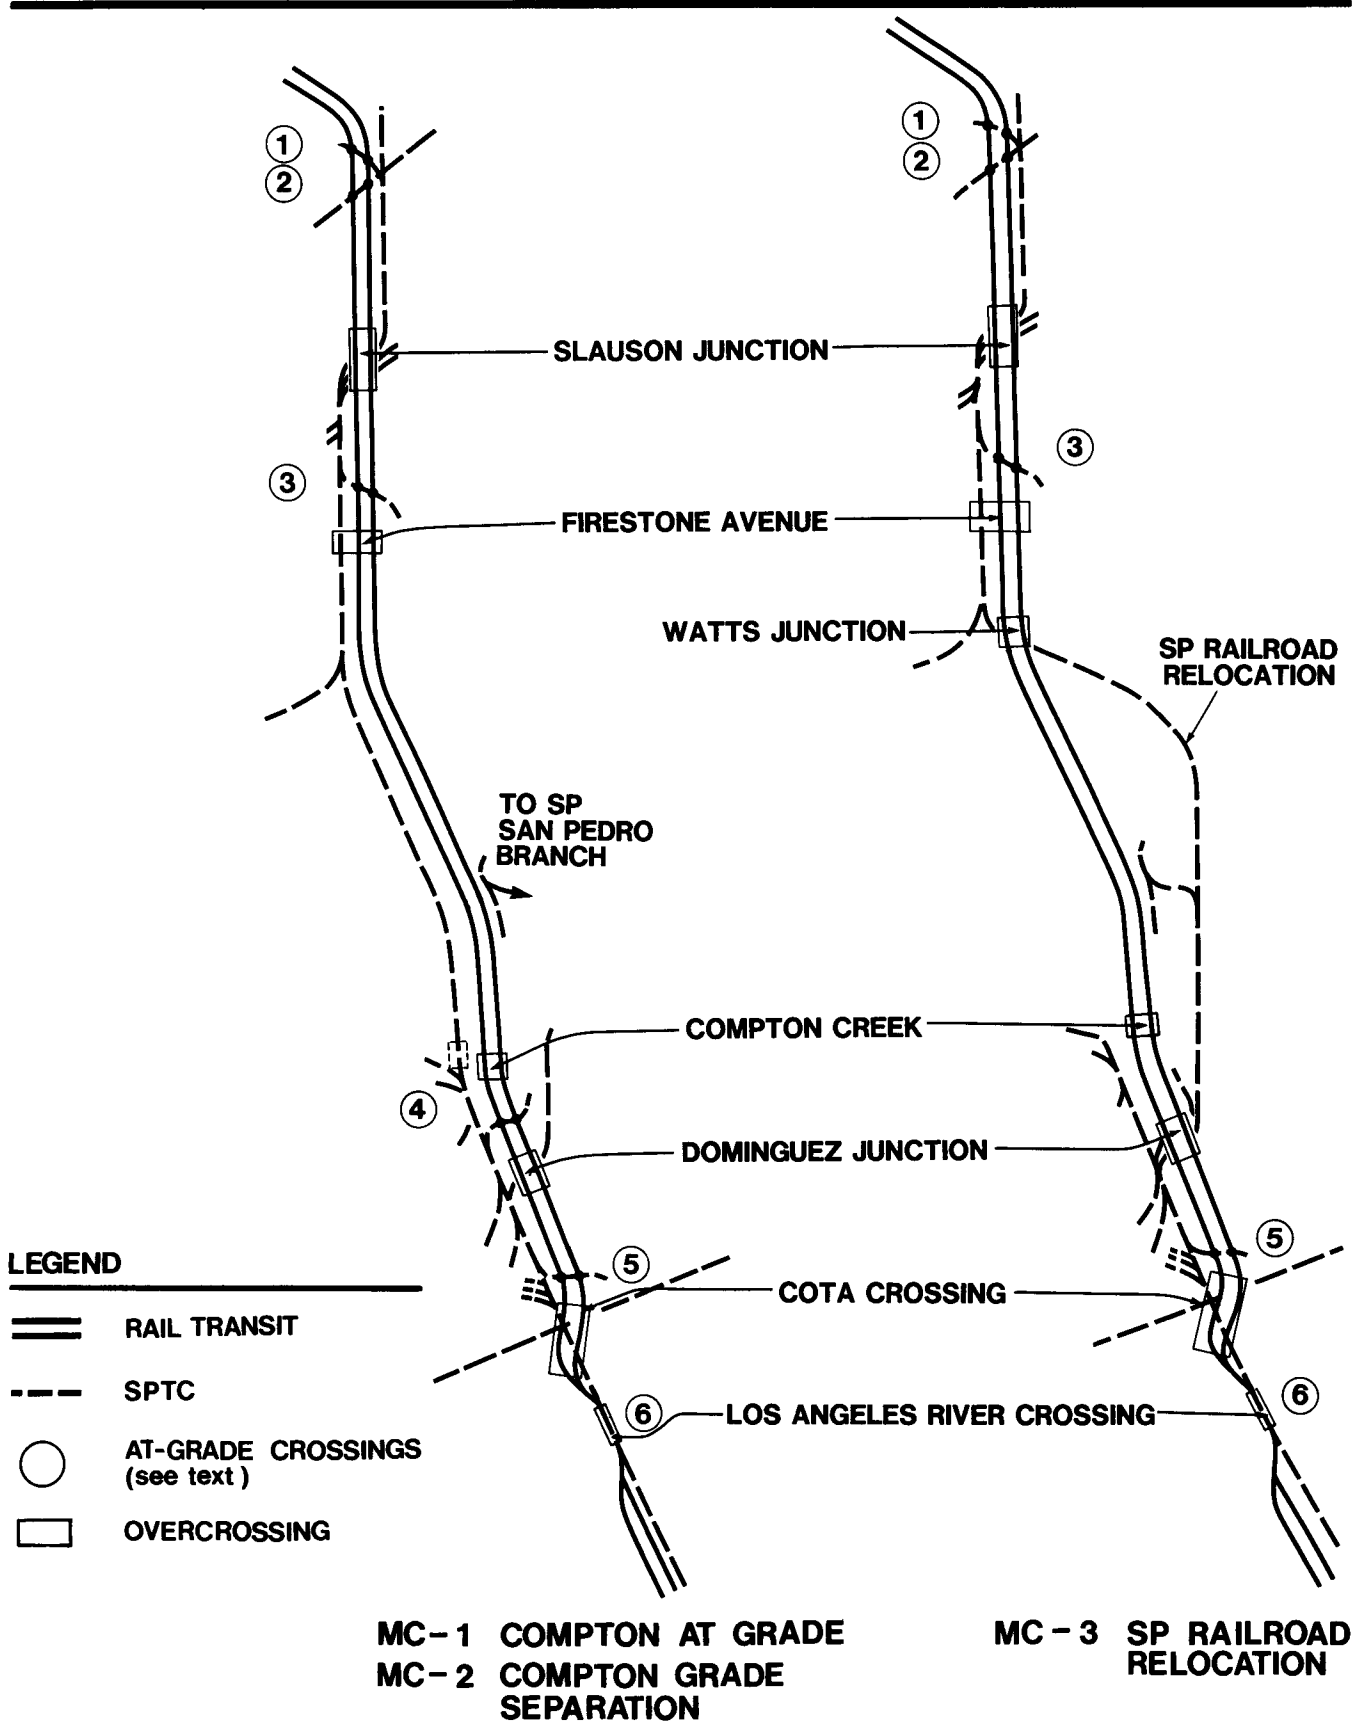 1
2
1
2
SLAUSON JUNCTION
3
3
FIRESTONE AVENUE
WATTS JUNCTION
SP RAILROAD
RELOCATION
TO SP
SAN PEDRO
BRANCH
COMPTON CREEK
4
DOMINGUEZ JUNCTION
5
5
COTA CROSSING
6
6
LOS ANGELES RIVER CROSSING
LEGEND
RAIL TRANSIT
SPTC
AT-GRADE CROSSINGS
(see text)
OVERCROSSING
MC-1 COMPTON AT GRADE
MC-2 COMPTON GRADE
SEPARATION
MC-3 SP RAILROAD
RELOCATION